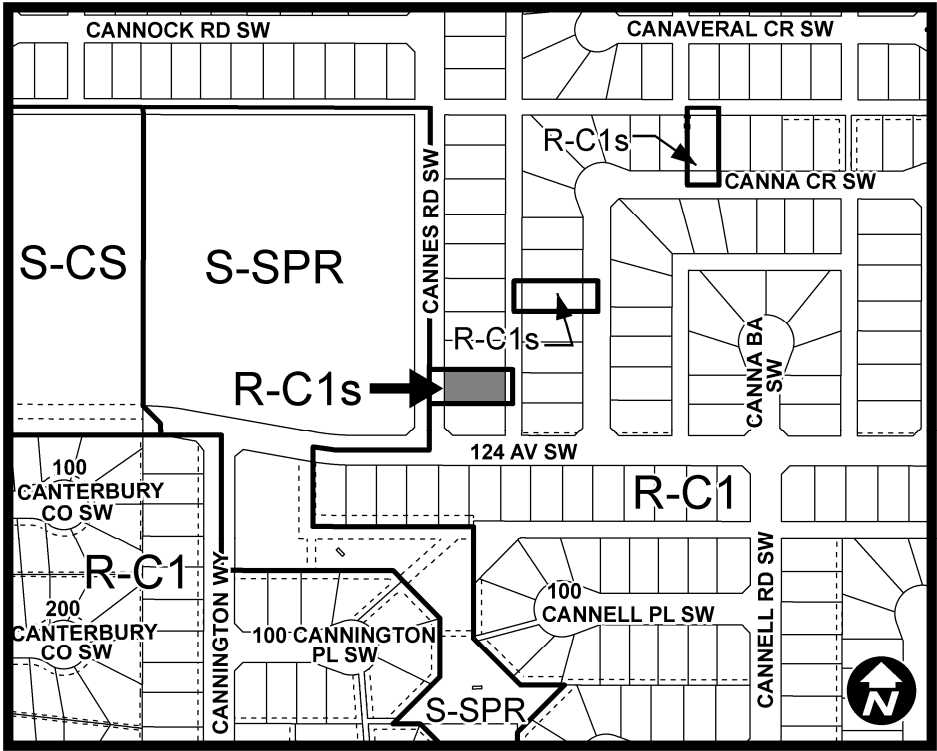 CANNOCK RD SW
CANAVERAL CR SW
R-C1s
CANNA CR SW
CANNES RD SW
S-CS
S-SPR
R-C1s
CANNA BA
SW
R-C1s
124 AV SW
100
CANTERBURY
CO SW
R-C1
R-C1
CANNINGTON WY
200
CANTERBURY
CO SW
100 CANNINGTON
PL SW
100
CANNELL PL SW
CANNELL RD SW
S-SPR
N